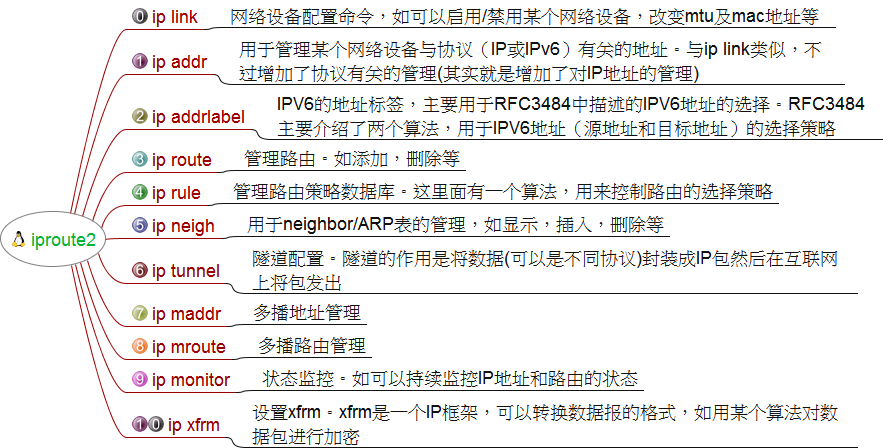 0 ip link 网络设备配置命令，如可以启用/禁用某个网络设备，改变mtu及mac地址等
1 ip addr 用于管理某个网络设备与协议（IP或IPv6）有关的地址。与ip link类似，不
过增加了协议有关的管理(其实就是增加了对IP地址的管理)
2 ip addrlabel IPV6的地址标签，主要用于RFC3484中描述的IPV6地址的选择。RFC3484
主要介绍了两个算法，用于IPV6地址（源地址和目标地址）的选择策略
3 ip route 管理路由。如添加，删除等
4 ip rule 管理路由策略数据库。这里面有一个算法，用来控制路由的选择策略
iproute2
5 ip neigh 用于neighbor/ARP表的管理，如显示，插入，删除等
6 ip tunnel 隧道配置。隧道的作用是将数据(可以是不同协议)封装成IP包然后在互联网
上将包发出
7 ip maddr 多播地址管理
8 ip mroute 多播路由管理
9 ip monitor 状态监控。如可以持续监控IP地址和路由的状态
10 ip xfrm 设置xfrm。xfrm是一个IP框架，可以转换数据报的格式，如用某个算法对数
据包进行加密